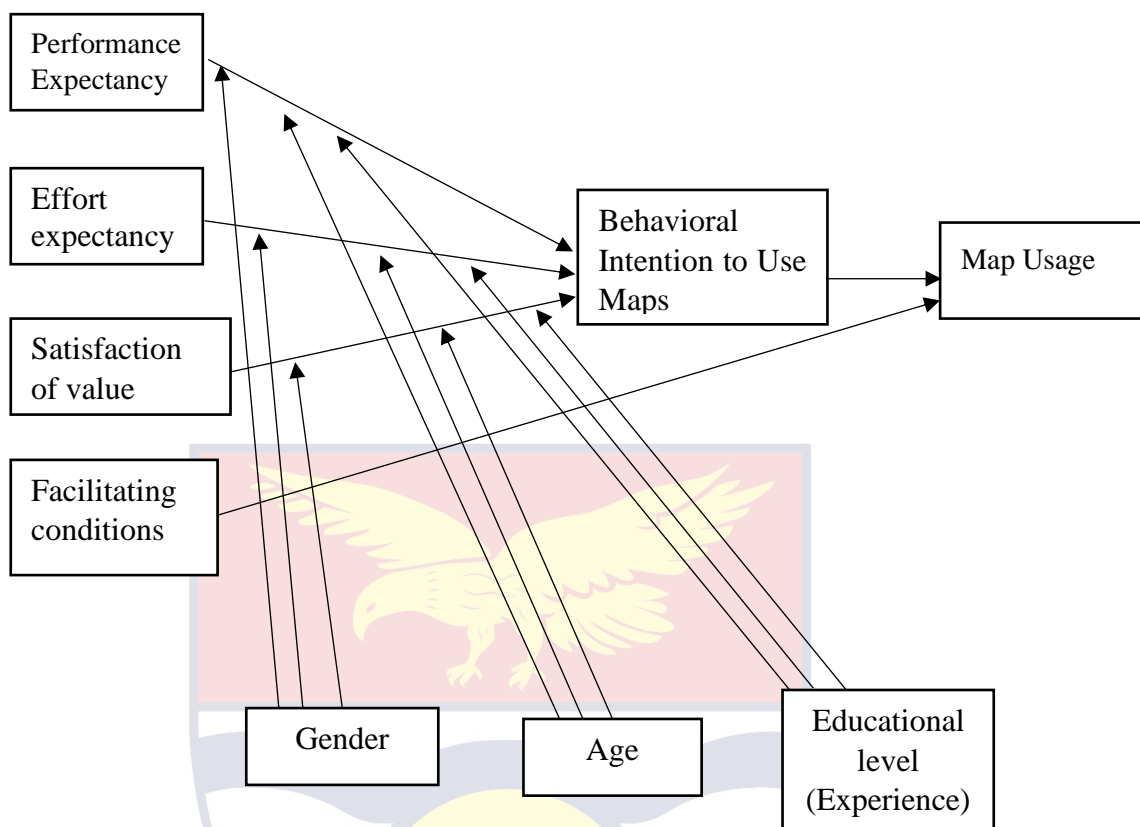 Performance
Expectancy
Effort
expectancy
Behavioral
Intention to Use
Maps
Map Usage
Satisfaction
of value
Facilitating
conditions
Gender
Age
Educational
level
(Experience)